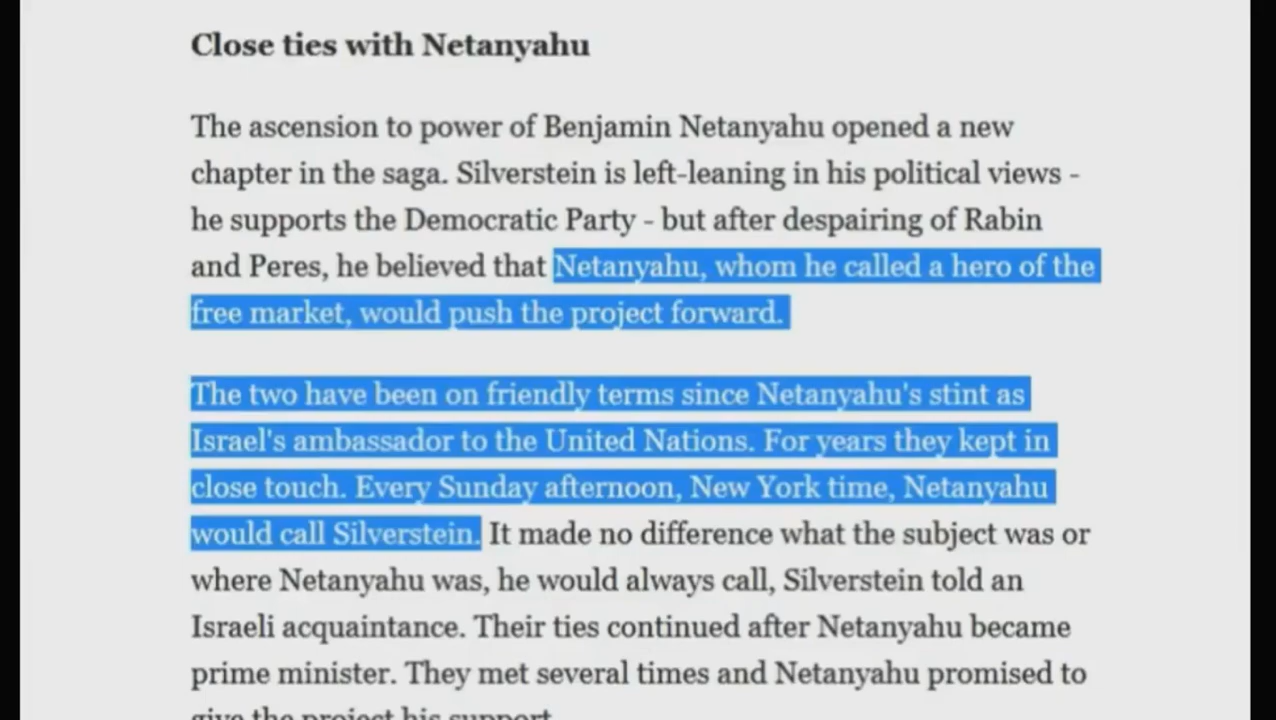 Close ties with Netanyahu
The ascension to power of Benjamin Netanyahu opened a new
chapter in the saga. Silverstein is left-leaning in his political views -
he supports the Democratic Party - but after despairing of Rabin
and Peres, he believed that Netanyahu, whom he called a hero of the
free market, would push the project forward.
The two have been on friendly terms since Netanyahu's stint as
Israel's ambassador to the United Nations. For years they kept in
close touch. Every Sunday afternoon, New York time, Netanyahu
would call Silverstein. It made no difference what the subject was or
where Netanyahu was, he would always call, Silverstein told an
Israeli acquaintance. Their ties continued after Netanyahu became
prime minister. They met several times and Netanyahu promised to
give the project his support.